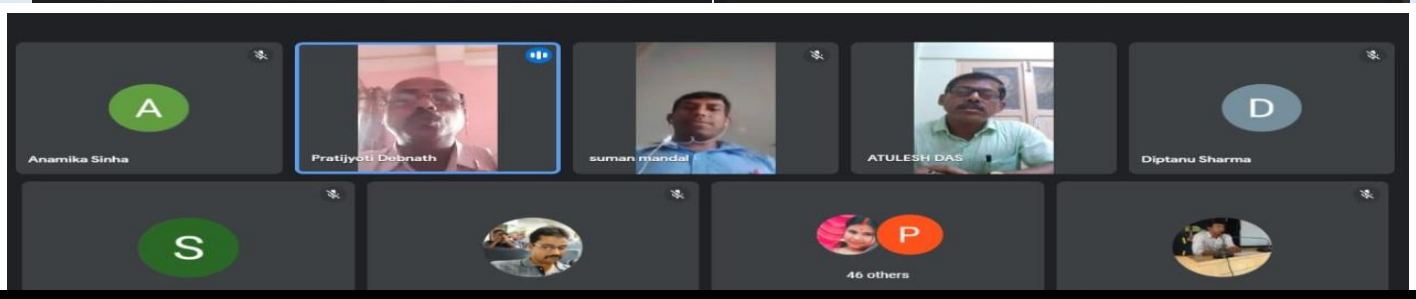 A
D
Anamika Sinha
Pratijyoti Debnath
suman mandal
ATULESH DAS
Diptanu Sharma
S
P
46 others